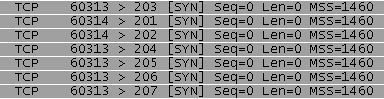 TCP 60313 > 203 [SYN] Seq=0 Len=0 MSS=1460
TCP 60314 > 201 [SYN] Seq=0 Len=0 MSS=1460
TCP 60314 > 202 [SYN] Seq=0 Len=0 MSS=1460
TCP 60313 > 204 [SYN] Seq=0 Len=0 MSS=1460
TCP 60313 > 205 [SYN] Seq=0 Len=0 MSS=1460
TCP 60313 > 206 [SYN] Seq=0 Len=0 MSS=1460
TCP 60313 > 207 [SYN] Seq=0 Len=0 MSS=1460